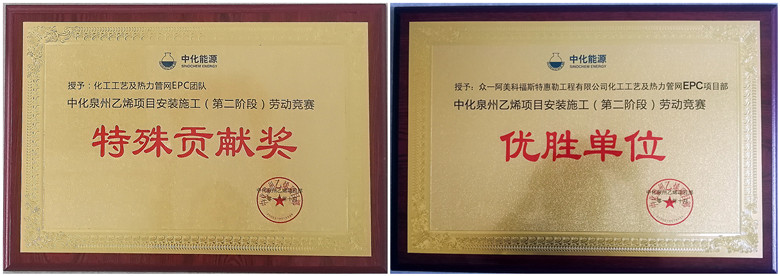 中化能源
SINOCHEM ENERGY
授予：化工工艺及热力管网EPC团队
中化泉州乙烯项目安装施工（第二阶段）劳动竞赛
特殊贡献奖
中化能源
SINOCHEM ENERGY
授予：众一阿美科福斯特惠勒工程有限公司化工工艺及热力管网EPC项目部
中化泉州乙烯项目安装施工（第二阶段）劳动竞赛
优胜单位